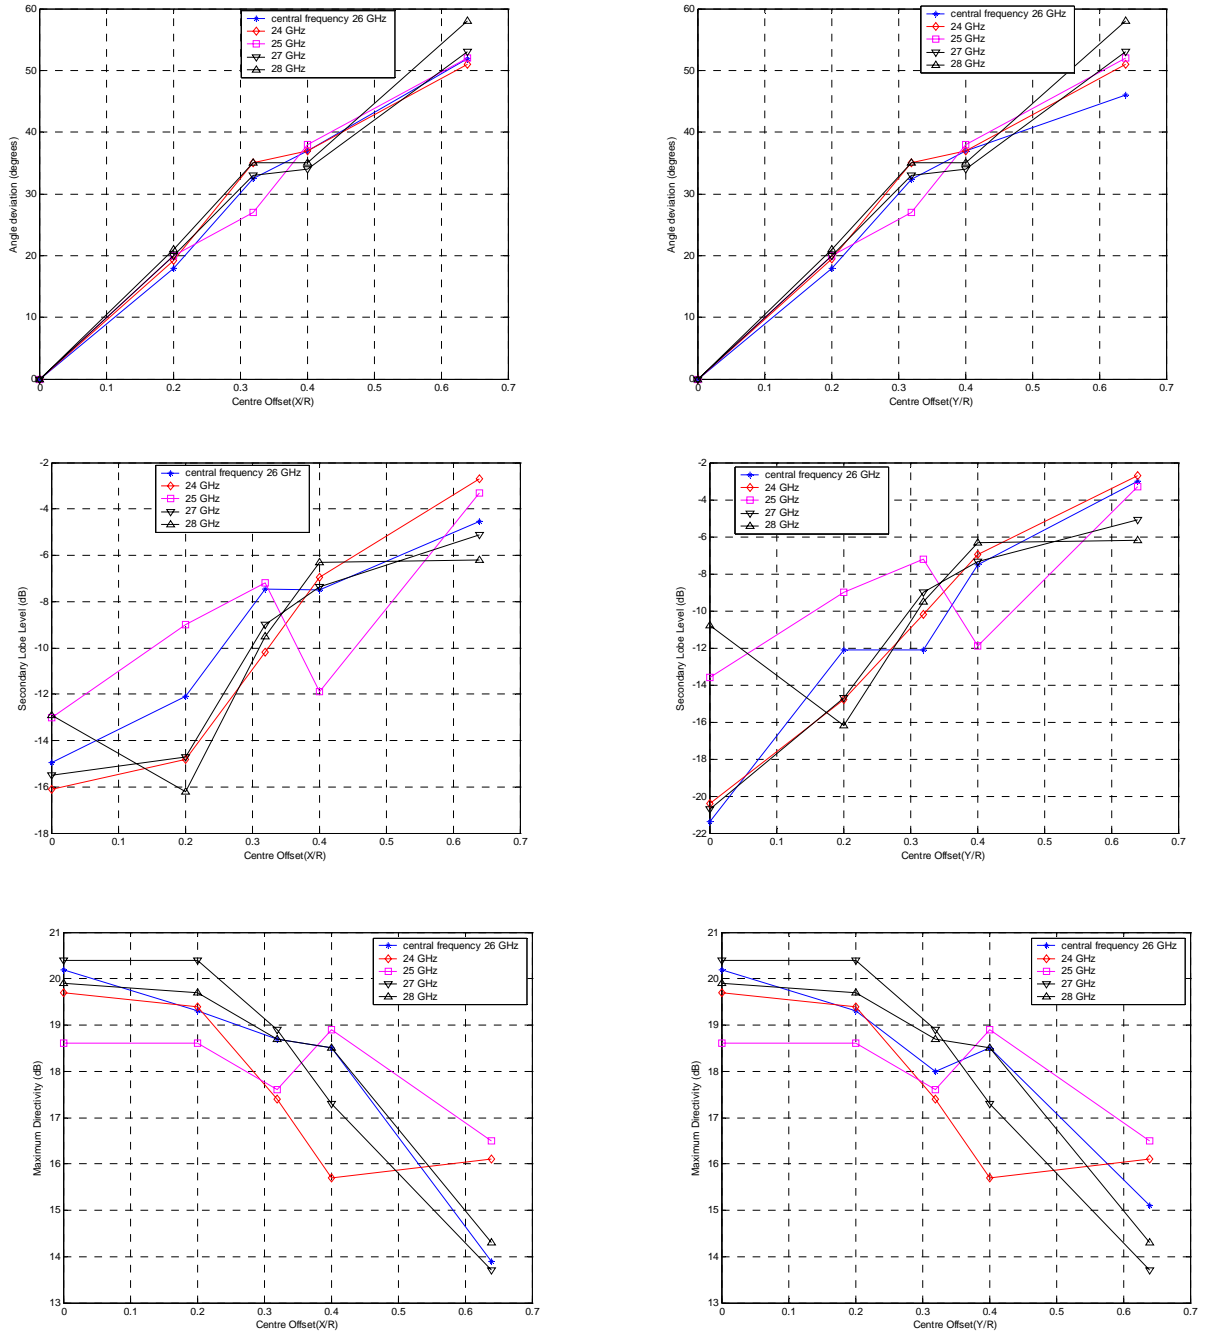 60
50
40
30
20
10
0
0 0.1 0.2 0.3 0.4 0.5 0.6 0.7
Centre Offset(X/R)
Angle deviation (degrees)
central frequency 26 GHz
24 GHz
25 GHz
27 GHz
28 GHz
60
50
40
30
20
10
0
0 0.1 0.2 0.3 0.4 0.5 0.6 0.7
Centre Offset(Y/R)
Angle deviation (degrees)
central frequency 26 GHz
24 GHz
25 GHz
27 GHz
28 GHz
-2
-4
-6
-8
-10
-12
-14
-16
-18
0 0.1 0.2 0.3 0.4 0.5 0.6 0.7
Centre Offset(X/R)
Secondary Lobe Level (dB)
central frequency 26 GHz
24 GHz
25 GHz
27 GHz
28 GHz
-2
-4
-6
-8
-10
-12
-14
-16
-18
-20
-22
0 0.1 0.2 0.3 0.4 0.5 0.6 0.7
Centre Offset(Y/R)
Secondary Lobe Level (dB)
central frequency 26 GHz
24 GHz
25 GHz
27 GHz
28 GHz
21
20
19
18
17
16
15
14
13
0 0.1 0.2 0.3 0.4 0.5 0.6 0.7
Centre Offset(X/R)
Maximum Directivity (dB)
central frequency 26 GHz
24 GHz
25 GHz
27 GHz
28 GHz
21
20
19
18
17
16
15
14
13
0 0.1 0.2 0.3 0.4 0.5 0.6 0.7
Centre Offset(Y/R)
Maximum Directivity (dB)
central frequency 26 GHz
24 GHz
25 GHz
27 GHz
28 GHz